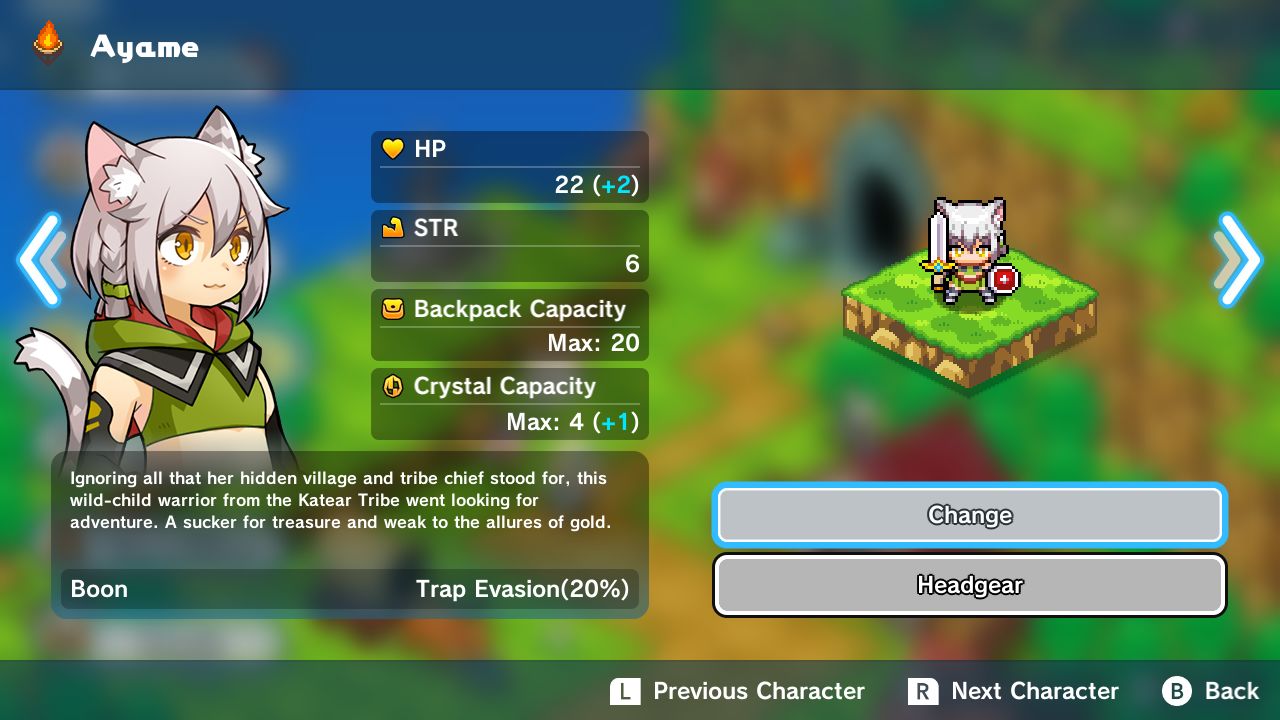 Ayame
HP
22 (+2)
STR
6
Backpack Capacity
Max: 20
Crystal Capacity
Max: 4 (+1)
Ignoring all that her hidden village and tribe chief stood for, this
wild-child warrior from the Katear Tribe went looking for
adventure. A sucker for treasure and weak to the allures of gold.
Boon Trap Evasion(20%)
Change
Headgear
L Previous Character R Next Character B Back